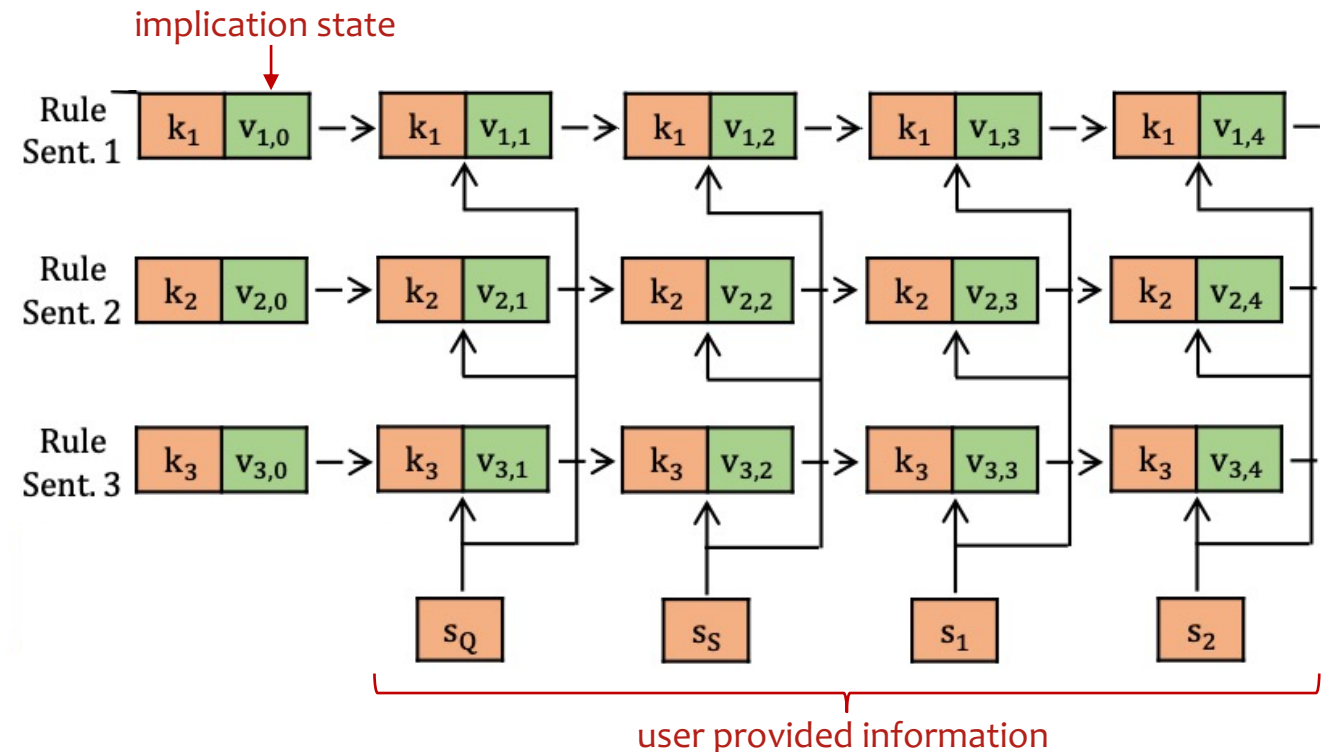 implication state
Rule
Sent. 1
k₁ v₁,₀ k₁ v₁,₁ k₁ v₁,₂ k₁ v₁,₃ k₁ v₁,₄
Rule
Sent. 2
k₂ v₂,₀ k₂ v₂,₁ k₂ v₂,₂ k₂ v₂,₃ k₂ v₂,₄
Rule
Sent. 3
k₃ v₃,₀ k₃ v₃,₁ k₃ v₃,₂ k₃ v₃,₃ k₃ v₃,₄
s_Q s_S s₁ s₂
user provided information